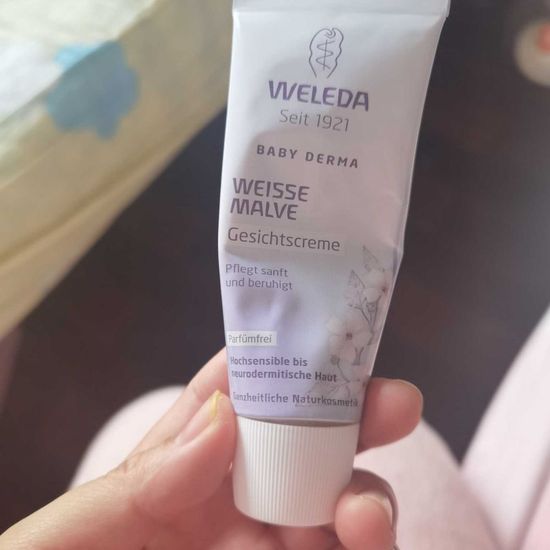 WELEDA
Seit 1921
BABY DERMA
WEISSE
MALVE
Gesichtscreme
Pflegt sanft
und beruhigt
Parfümfrei
Hochsensible bis
neurodermitische Haut
Ganzheitliche Naturkosmetik